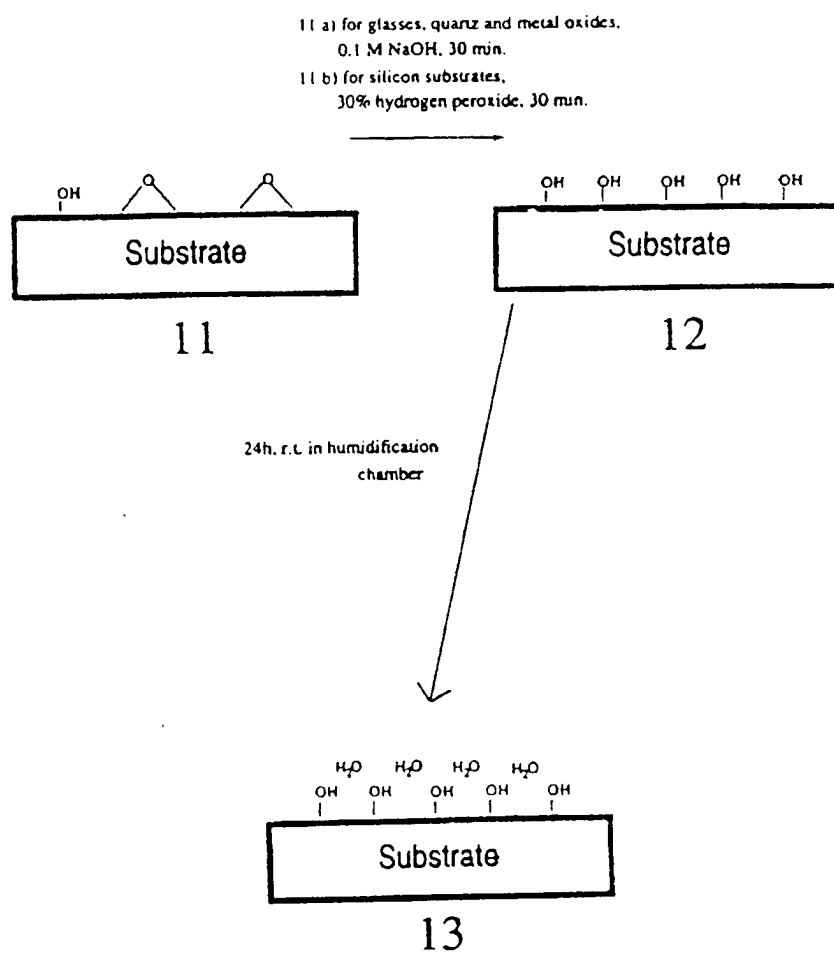 11 a) for glasses, quartz and metal oxides,
0.1 M NaOH, 30 min.
11 b) for silicon substrates,
30% hydrogen peroxide, 30 min.
OH O O
Substrate
11
OH OH OH OH OH
Substrate
12
24h, r.t. in humidification
chamber
H₂O H₂O H₂O H₂O
OH OH OH OH OH
Substrate
13